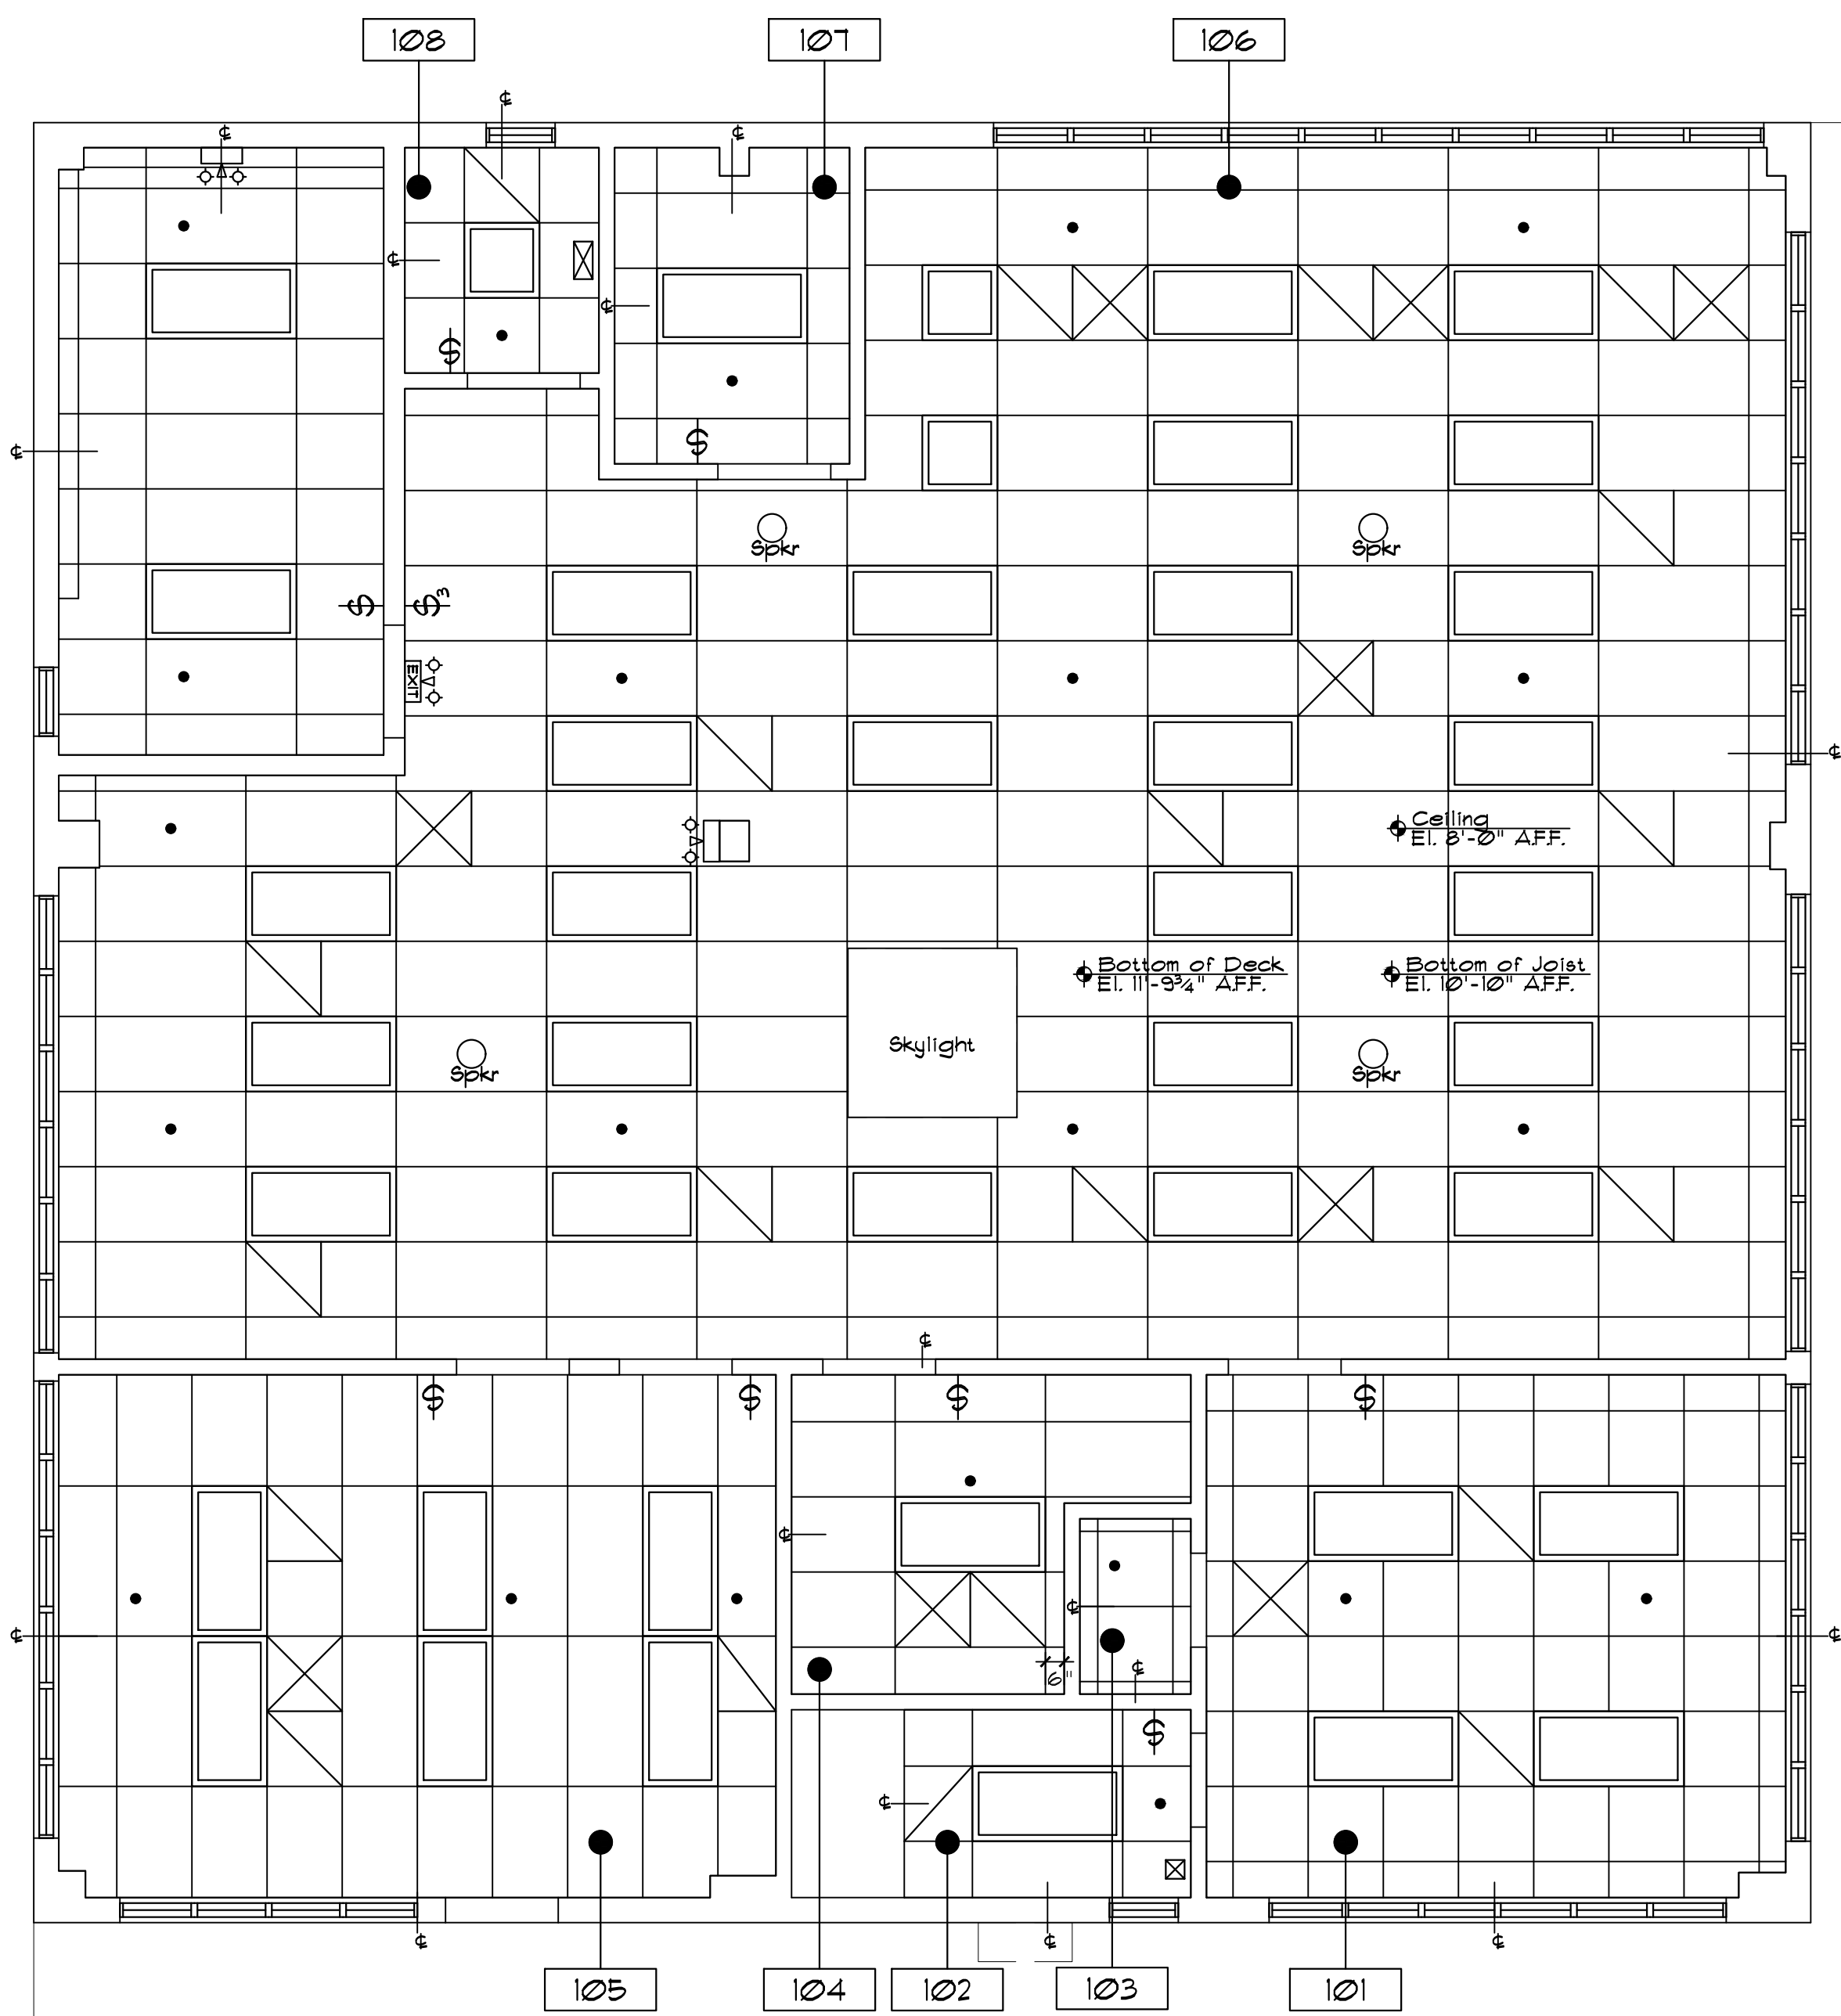 108
107
106
℄
℄
℄
℄
℄
$
$
℄
Spkr
Spkr
$
$3
EXIT
℄
Ceiling
El. 8'-0" A.F.F.
Bottom of Deck
El. 11'-9¾" A.F.F.
Bottom of Joist
El. 10'-10" A.F.F.
Skylight
Spkr
Spkr
℄
$
$
$
$
℄
℄
℄
℄
℄
6"
$
℄
℄
℄
℄
105
104
102
103
101